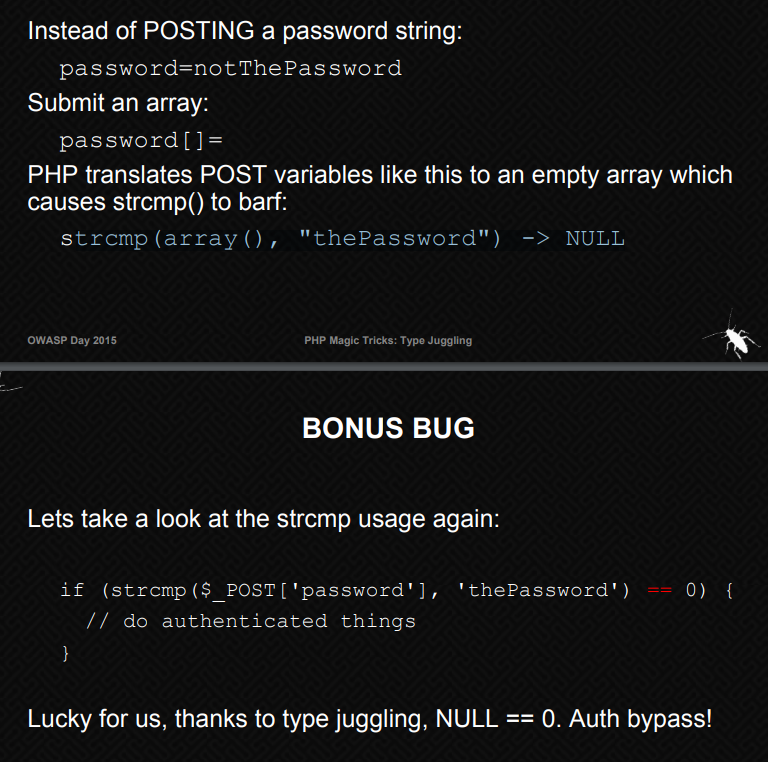 Instead of POSTING a password string:
password=notThePassword
Submit an array:
password[]=
PHP translates POST variables like this to an empty array which
causes strcmp() to barf:
strcmp(array(), "thePassword") -> NULL
OWASP Day 2015
PHP Magic Tricks: Type Juggling
BONUS BUG
Lets take a look at the strcmp usage again:
if (strcmp($_POST['password'], 'thePassword') == 0) {
// do authenticated things
}
Lucky for us, thanks to type juggling, NULL == 0. Auth bypass!